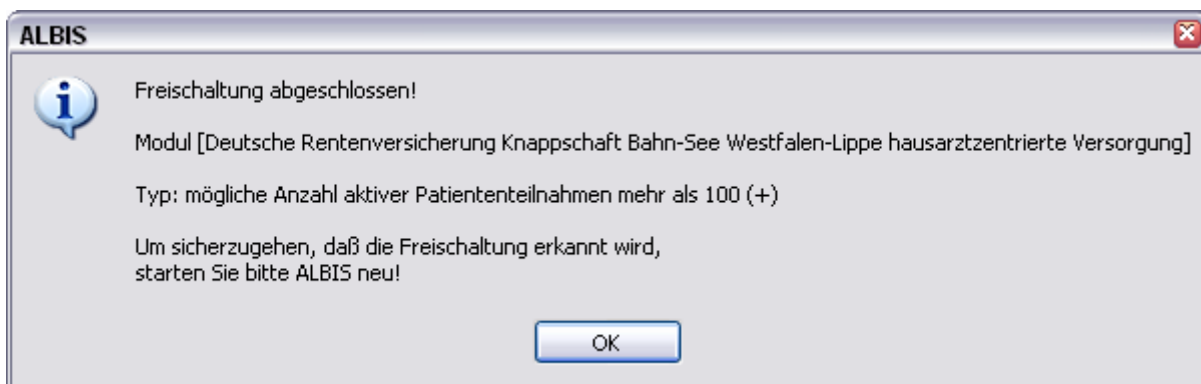 ALBIS
Freischaltung abgeschlossen!
Modul [Deutsche Rentenversicherung Knappschaft Bahn-See Westfalen-Lippe hausarztzentrierte Versorgung]
Typ: mögliche Anzahl aktiver Patiententeilnahmen mehr als 100 (+)
Um sicherzugehen, daß die Freischaltung erkannt wird,
starten Sie bitte ALBIS neu!
OK